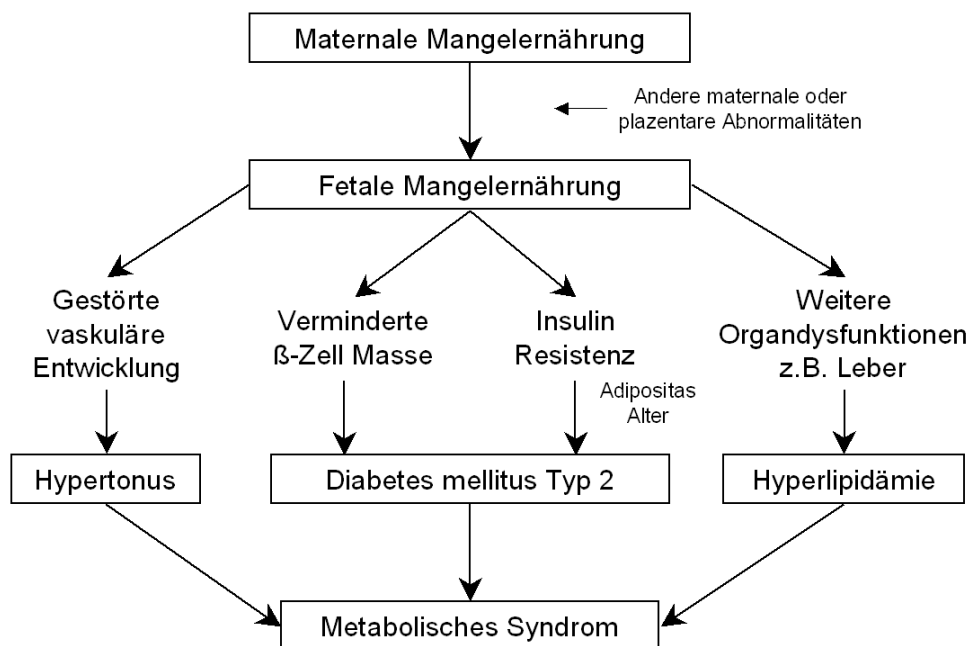 Maternale Mangelernährung
Andere maternale oder
plazentare Abnormalitäten
Fetale Mangelernährung
Gestörte
vaskuläre
Entwicklung
Verminderte
ß-Zell Masse
Insulin
Resistenz
Weitere
Organdysfunktionen
z.B. Leber
Adipositas
Alter
Hypertonus
Diabetes mellitus Typ 2
Hyperlipidämie
Metabolisches Syndrom